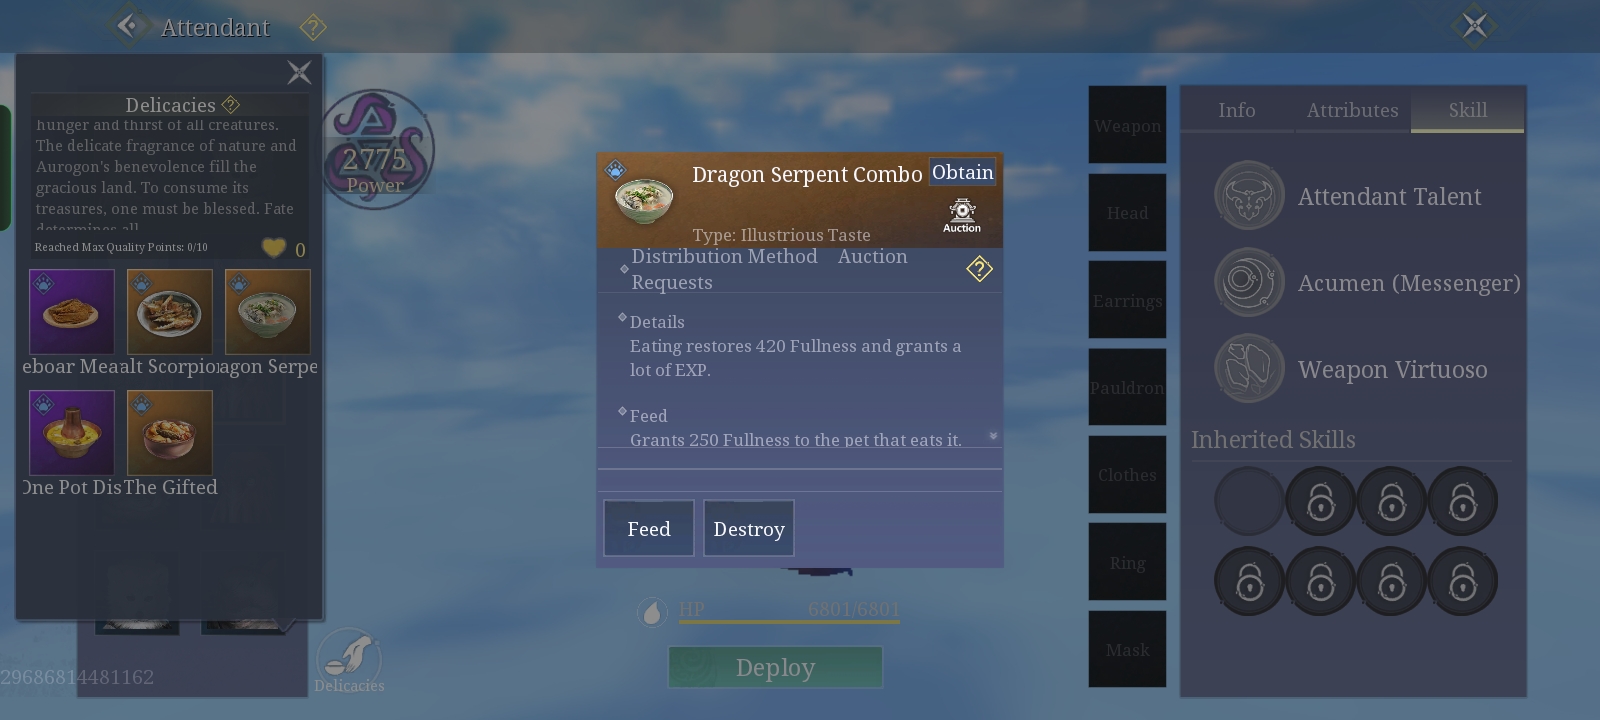 Attendant
Delicacies
hunger and thirst of all creatures.
The delicate fragrance of nature and
Aurogon's benevolence fill the
gracious land. To consume its
treasures, one must be blessed. Fate
determines all
Reached Max Quality Points: 0/10
0
eboar Mea
alt Scorpio
agon Serpe
One Pot Dis
The Gifted
2775
Power
29686814481162
Delicacies
Dragon Serpent Combo
Obtain
Auction
Type: Illustrious Taste
Distribution Method Auction
Requests
Details
Eating restores 420 Fullness and grants a
lot of EXP.
Feed
Grants 250 Fullness to the pet that eats it.
Feed
Destroy
HP 6801/6801
Deploy
Weapon
Head
Earrings
Pauldron
Clothes
Ring
Mask
Info
Attributes
Skill
Attendant Talent
Acumen (Messenger)
Weapon Virtuoso
Inherited Skills